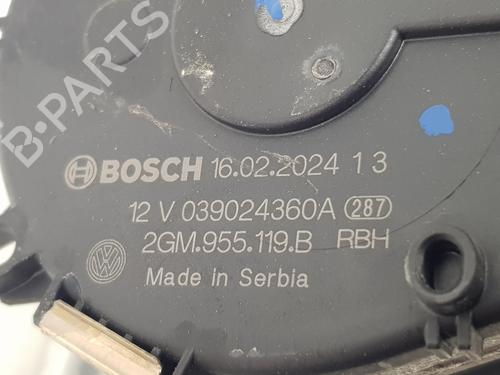 B-PARTS
BOSCH 16.02.2024 1 3
12 V 039024360A 287
2GM.955.119.B RBH
Made in Serbia